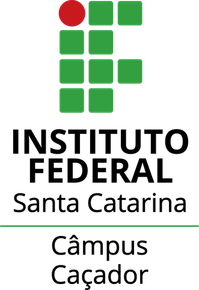 INSTITUTO
FEDERAL
Santa Catarina
Câmpus
Caçador